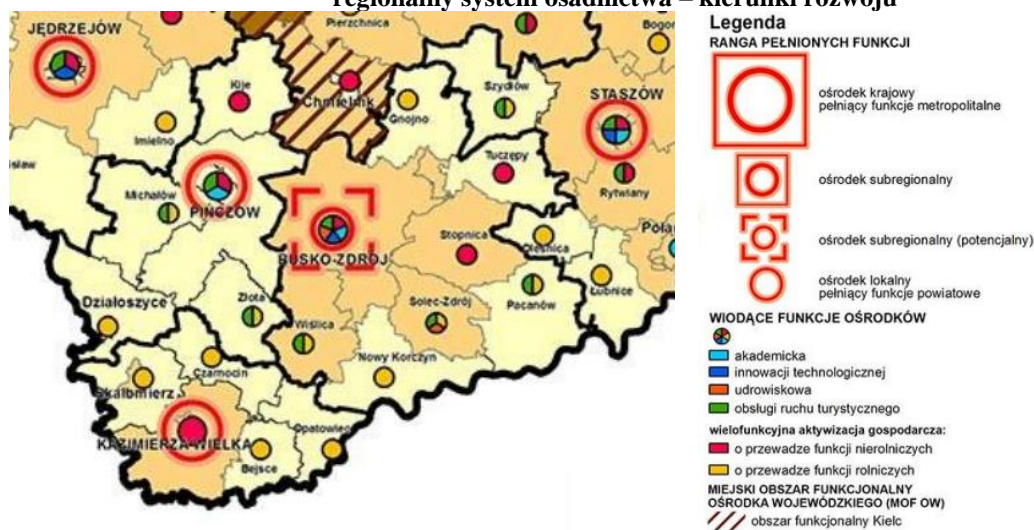 regionalny system osadnictwa – kierunki rozwoju
JĘDRZEJÓW
Pierzchnica
Kije
Chmielnik
Gnojno
Szydłów
STASZÓW
Imielno
Tuczępy
Rytwiany
Michałów
PIŃCZÓW
BUSKO-ZDRÓJ
Stopnica
Oleśnica
Łubnice
Działoszyce
Złota
Wiślica
Solec-Zdrój
Pacanów
Nowy Korczyn
Czarnocin
Skalbmierz
KAZIMIERZA WIELKA
Opatowiec
Bejsce
Legenda
RANGA PEŁNIONYCH FUNKCJI
ośrodek krajowy
pełniący funkcje metropolitalne
ośrodek subregionalny
ośrodek subregionalny (potencjalny)
ośrodek lokalny
pełniący funkcje powiatowe
WIODĄCE FUNKCJE OŚRODKÓW
akademicka
innowacji technologicznej
udrowiskowa
obsługi ruchu turystycznego
wielofunkcyjna aktywizacja gospodarcza:
o przewadze funkcji nierolniczych
o przewadze funkcji rolniczych
MIEJSKI OBSZAR FUNKCJONALNY
OŚRODKA WOJEWÓDZKIEGO (MOF OW)
obszar funkcjonalny Kielc